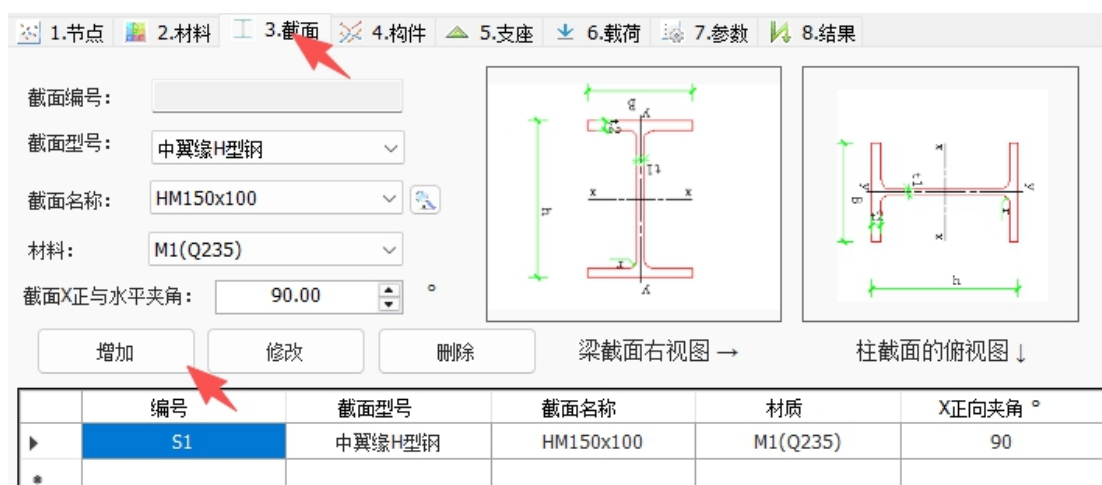 1.节点 2.材料 3.截面 4.构件 5.支座 6.载荷 7.参数 8.结果
截面编号：
截面型号： 中翼缘H型钢
截面名称： HM150x100
材料： M1(Q235)
截面X正与水平夹角： 90.00 °
增加 修改 删除
B
y
t2
t1
x x
h
r
y
x
t1
y y
B
t2
r
x
h
梁截面右视图→ 柱截面的俯视图↓
编号 截面型号 截面名称 材质 X正向夹角 °
S1 中翼缘H型钢 HM150x100 M1(Q235) 90